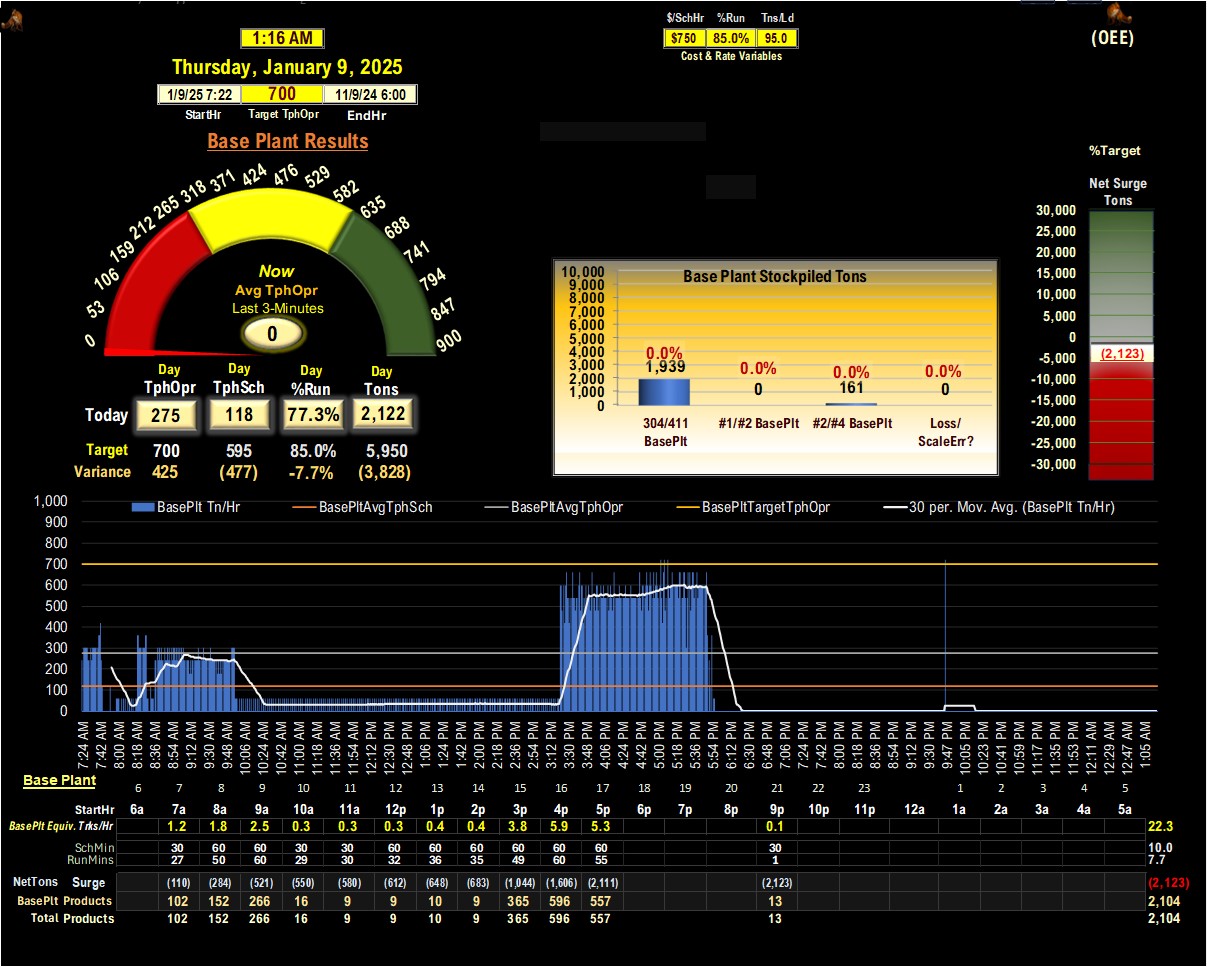 $/SchHr %Run Tns/Ld
$750 85.0% 95.0
Cost & Rate Variables
(OEE)
1:16 AM
Thursday, January 9, 2025
1/9/25 7:22 700 11/9/24 6:00
StartHr Target TphOpr EndHr
Base Plant Results
0 53 106 159 212 265 318 371 424 476 529 582 635 688 741 794 847 900
Now
Avg TphOpr
Last 3-Minutes
0
Day Day Day Day
TphOpr TphSch %Run Tons
Today 275 118 77.3% 2,122
Target 700 595 85.0% 5,950
Variance 425 (477) -7.7% (3,828)
Base Plant Stockpiled Tons
10,000
9,000
8,000
7,000
6,000
5,000
4,000
3,000
2,000
1,000
0
0.0% 0.0% 0.0% 0.0%
1,939 0 161 0
304/411 BasePlt
#1/#2 BasePlt
#2/#4 BasePlt
Loss/ ScaleErr?
%Target
Net Surge
Tons
30,000
25,000
20,000
15,000
10,000
5,000
0
-5,000
-10,000
-15,000
-20,000
-25,000
-30,000
(2,123)
BasePlt Tn/Hr BasePltAvgTphSch BasePltAvgTphOpr BasePltTargetTphOpr 30 per. Mov. Avg. (BasePlt Tn/Hr)
1,000
900
800
700
600
500
400
300
200
100
0
7:24 AM 7:42 AM 8:00 AM 8:18 AM 8:36 AM 8:54 AM 9:12 AM 9:30 AM 9:48 AM 10:06 AM 10:24 AM 10:42 AM 11:00 AM 11:18 AM 11:36 AM 11:54 AM 12:12 PM 12:30 PM 12:48 PM 1:06 PM 1:24 PM 1:42 PM 2:00 PM 2:18 PM 2:36 PM 2:54 PM 3:12 PM 3:30 PM 3:48 PM 4:06 PM 4:24 PM 4:42 PM 5:00 PM 5:18 PM 5:36 PM 5:54 PM 6:12 PM 6:30 PM 6:48 PM 7:06 PM 7:24 PM 7:42 PM 8:00 PM 8:18 PM 8:36 PM 8:54 PM 9:12 PM 9:30 PM 9:47 PM 10:05 PM 10:23 PM 10:41 PM 10:59 PM 11:17 PM 11:35 PM 11:53 PM 12:11 AM 12:29 AM 12:47 AM 1:05 AM
Base Plant
6 7 8 9 10 11 12 13 14 15 16 17 18 19 20 21 22 23 1 2 3 4 5
StartHr 6a 7a 8a 9a 10a 11a 12p 1p 2p 3p 4p 5p 6p 7p 8p 9p 10p 11p 12a 1a 2a 3a 4a 5a
BasePlt Equiv. Trks/Hr 1.2 1.8 2.5 0.3 0.3 0.3 0.4 0.4 3.8 5.9 5.3 0.1 22.3
SchMin 30 60 60 30 30 60 60 60 60 60 60 30 10.0
RunMins 27 50 60 29 30 32 36 35 49 60 55 1 7.7
NetTons Surge (110) (284) (521) (550) (580) (612) (648) (683) (1,044) (1,606) (2,111) (2,123) (2,123)
BasePlt Products 102 152 266 16 9 9 10 9 365 596 557 13 2,104
Total Products 102 152 266 16 9 9 10 9 365 596 557 13 2,104